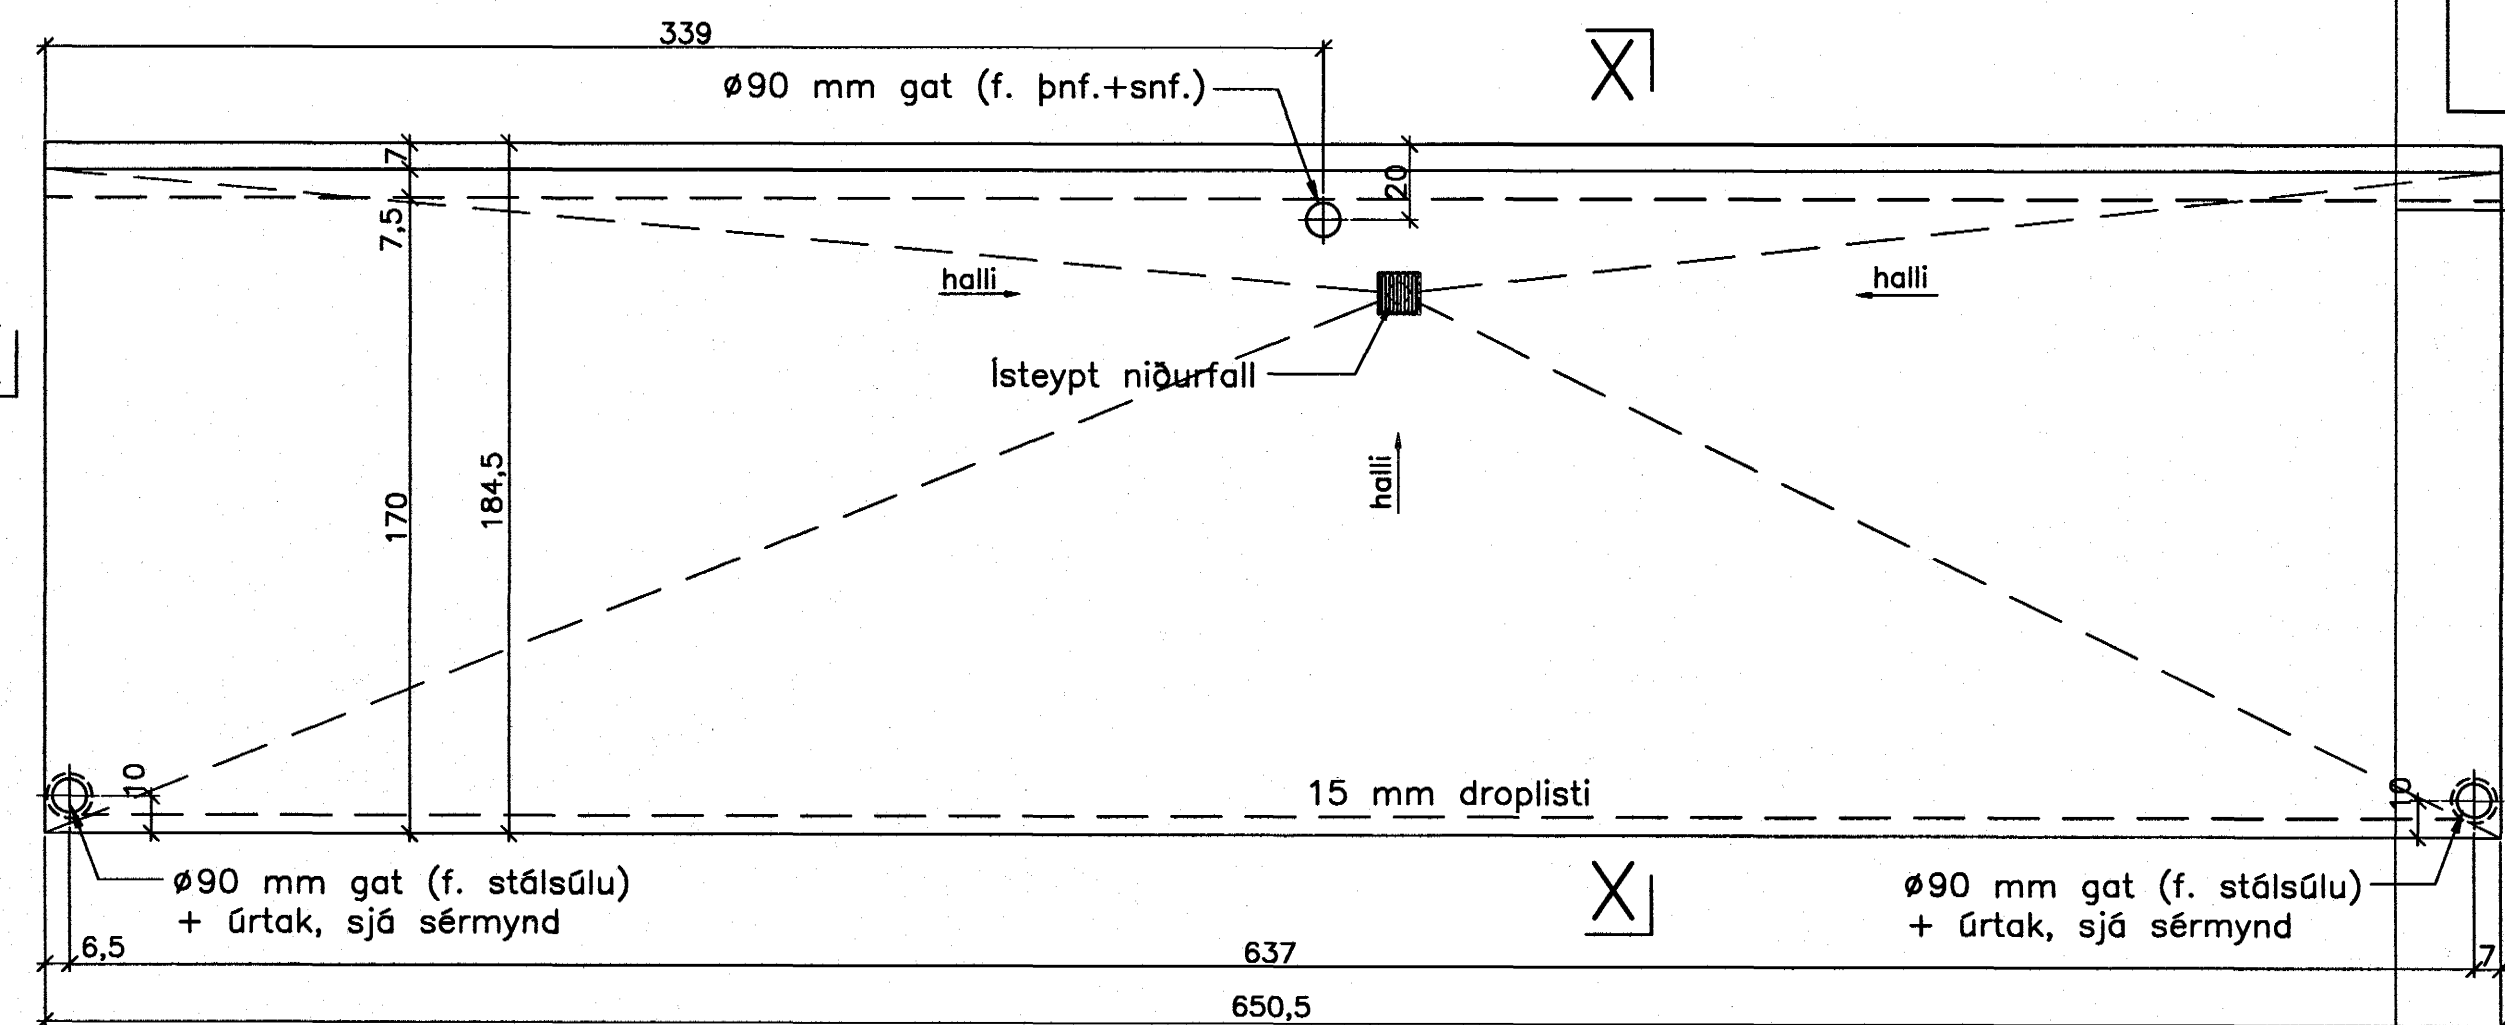 339
ø90 mm gat (f. þnf.+snf.)
X
7
20
7,5
halli
halli
Ísteypt niðurfall
halli
170
184,5
10
15 mm droplisti
10
ø90 mm gat (f. stálsúlu)
+ úrtak, sjá sérmynd
X
ø90 mm gat (f. stálsúlu)
+ úrtak, sjá sérmynd
6,5
637
7
650,5